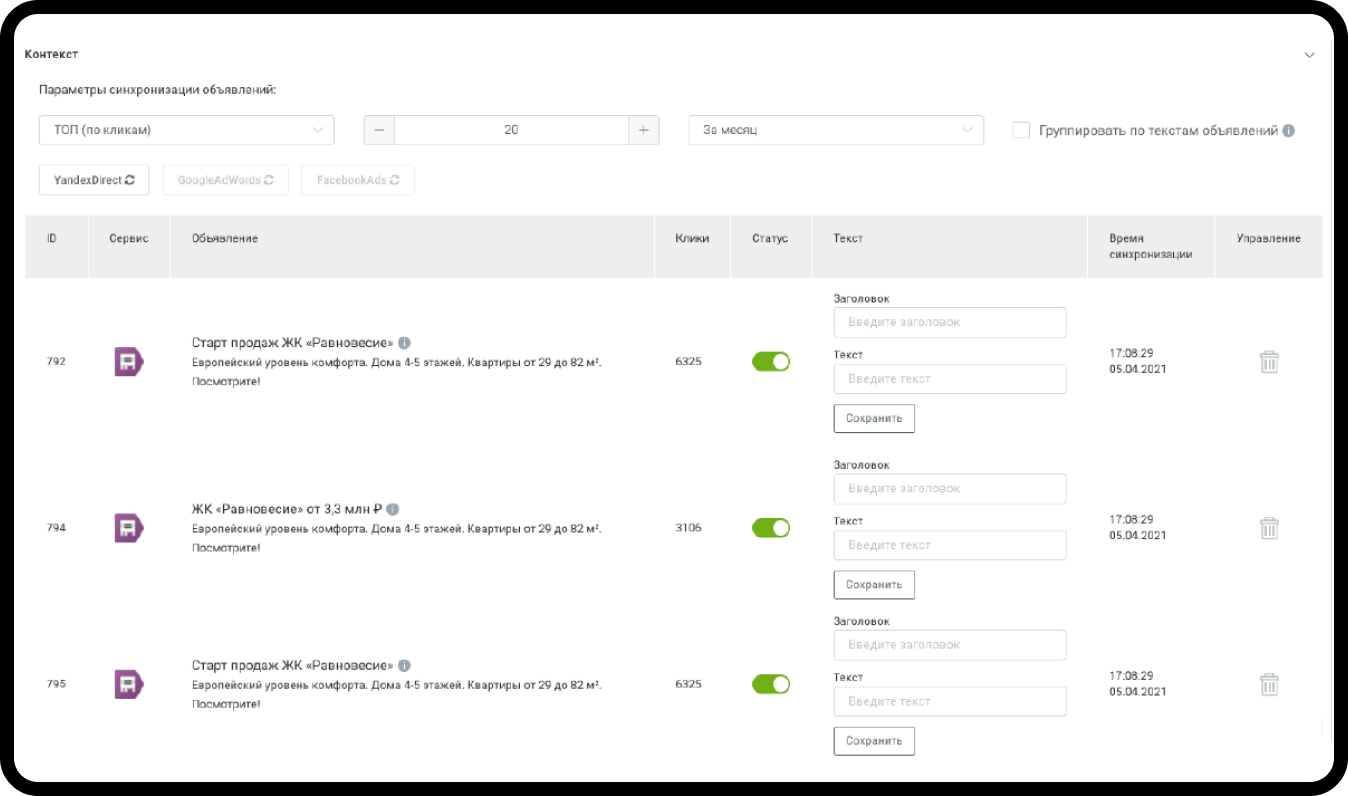 Контекст
Параметры синхронизации объявлений:
ТОП (по кликам)
20
За месяц
Группировать по текстам объявлений
YandexDirect
GoogleAdWords
FacebookAds
ID
Сервис
Объявление
Клики
Статус
Текст
Время
синхронизации
Управление
792
Старт продаж ЖК «Равновесие»
Европейский уровень комфорта. Дома 4-5 этажей. Квартиры от 29 до 82 м².
Посмотрите!
6325
Заголовок
Введите заголовок
Текст
Введите текст
Сохранить
17:08:29
05.04.2021
794
ЖК «Равновесие» от 3,3 млн ₽
Европейский уровень комфорта. Дома 4-5 этажей. Квартиры от 29 до 82 м².
Посмотрите!
3106
Заголовок
Введите заголовок
Текст
Введите текст
Сохранить
17:08:29
05.04.2021
795
Старт продаж ЖК «Равновесие»
Европейский уровень комфорта. Дома 4-5 этажей. Квартиры от 29 до 82 м².
Посмотрите!
6325
Заголовок
Введите заголовок
Текст
Введите текст
Сохранить
17:08:29
05.04.2021